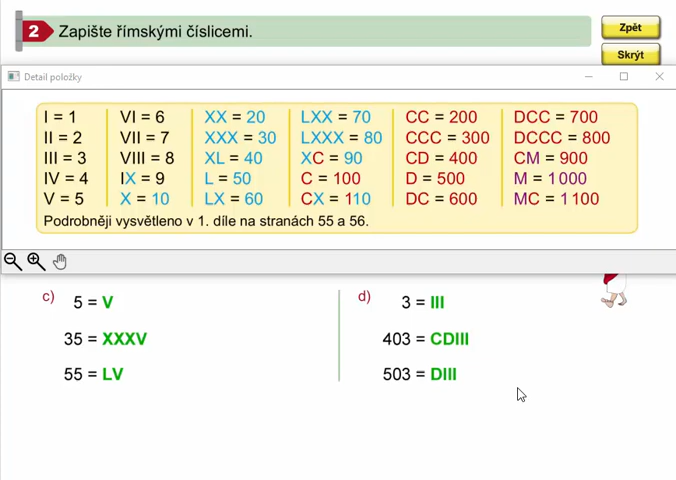 2 Zapište římskými číslicemi.
Zpět
Skrýt
Detail položky
I = 1 VI = 6 XX = 20 LXX = 70 CC = 200 DCC = 700
II = 2 VII = 7 XXX = 30 LXXX = 80 CCC = 300 DCCC = 800
III = 3 VIII = 8 XL = 40 XC = 90 CD = 400 CM = 900
IV = 4 IX = 9 L = 50 C = 100 D = 500 M = 1 000
V = 5 X = 10 LX = 60 CX = 110 DC = 600 MC = 1 100
Podrobněji vysvětleno v 1. díle na stranách 55 a 56.
c) 5 = V
35 = XXXV
55 = LV
d) 3 = III
403 = CDIII
503 = DIII